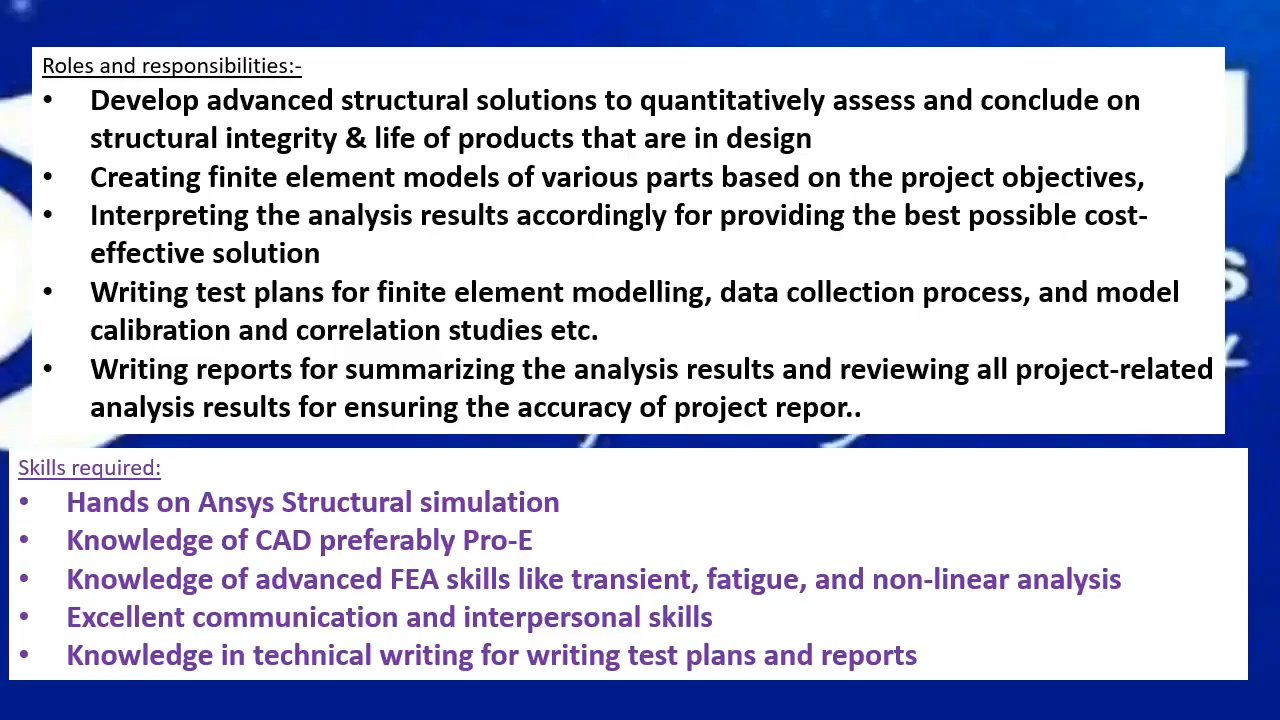 Roles and responsibilities:-
• Develop advanced structural solutions to quantitatively assess and conclude on
structural integrity & life of products that are in design
• Creating finite element models of various parts based on the project objectives,
• Interpreting the analysis results accordingly for providing the best possible cost-
effective solution
• Writing test plans for finite element modelling, data collection process, and model
calibration and correlation studies etc.
• Writing reports for summarizing the analysis results and reviewing all project-related
analysis results for ensuring the accuracy of project repor..
Skills required:
• Hands on Ansys Structural simulation
• Knowledge of CAD preferably Pro-E
• Knowledge of advanced FEA skills like transient, fatigue, and non-linear analysis
• Excellent communication and interpersonal skills
• Knowledge in technical writing for writing test plans and reports